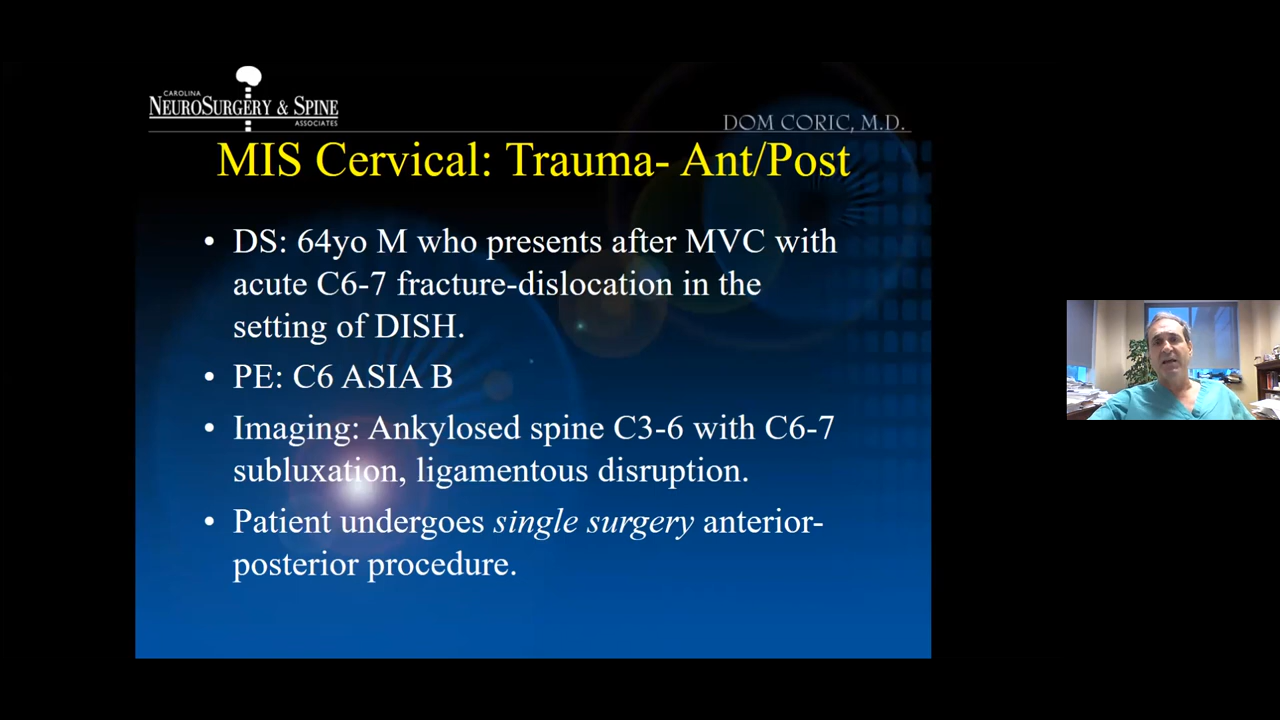 CAROLINA
NEUROSURGERY & SPINE
ASSOCIATES
DOM CORIC, M.D.
MIS Cervical: Trauma- Ant/Post
• DS: 64yo M who presents after MVC with
acute C6-7 fracture-dislocation in the
setting of DISH.
• PE: C6 ASIA B
• Imaging: Ankylosed spine C3-6 with C6-7
subluxation, ligamentous disruption.
• Patient undergoes single surgery anterior-
posterior procedure.